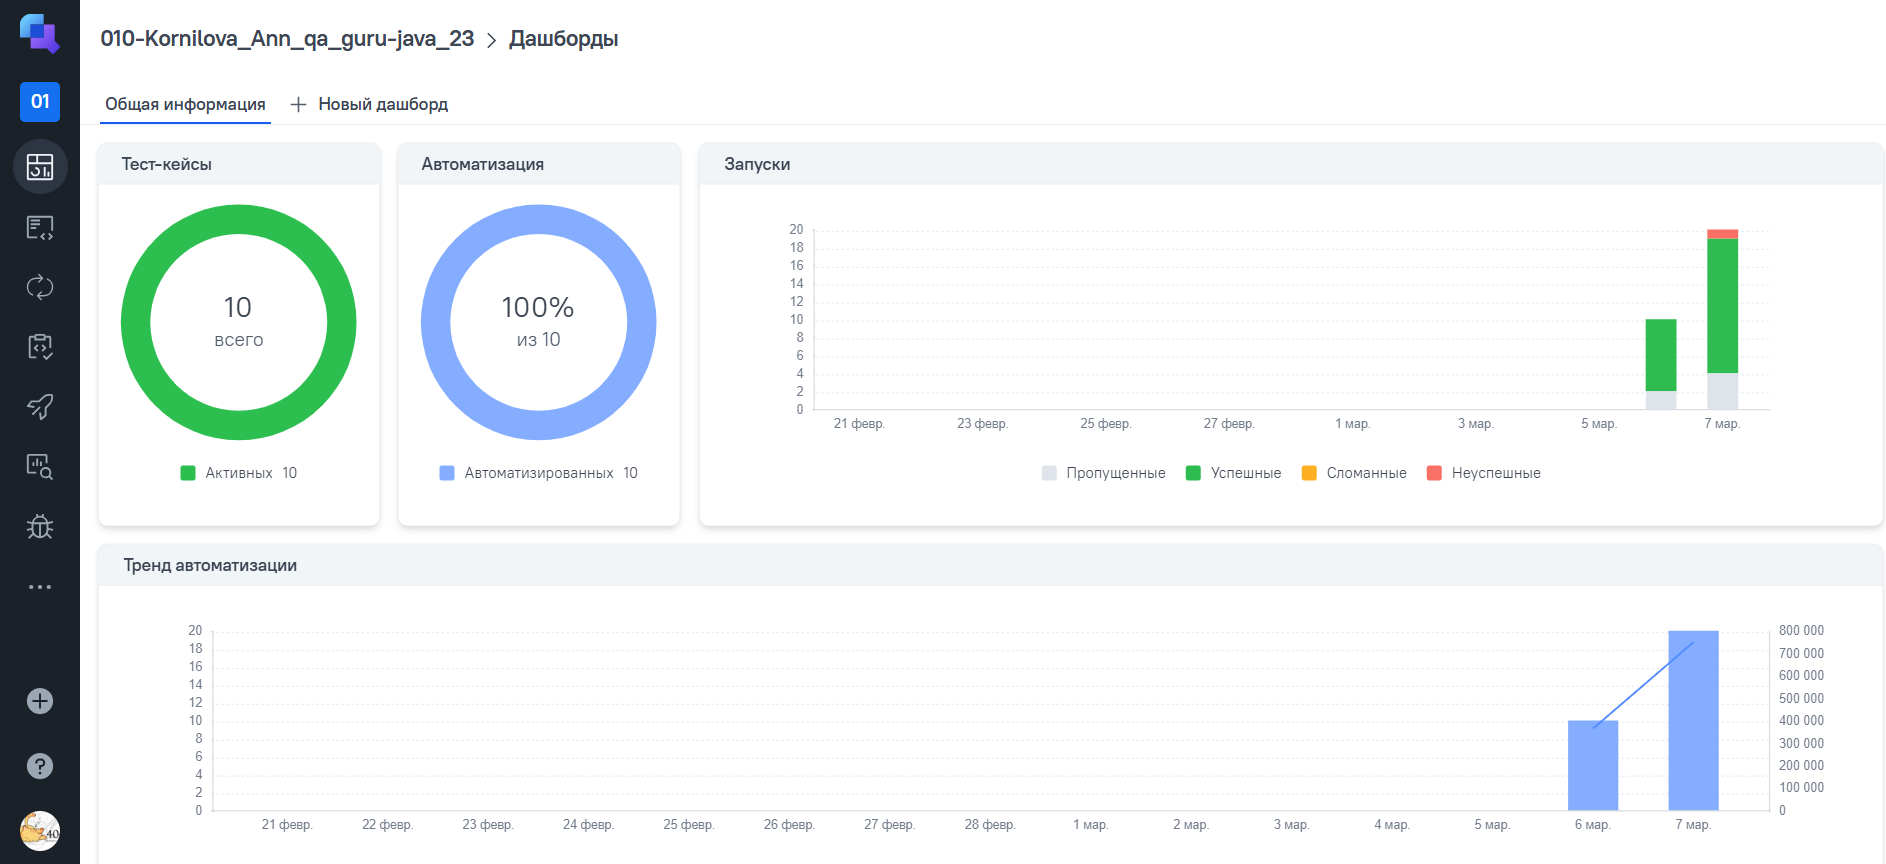 010-Kornilova_Ann_qa_guru-java_23 > Дашборды
01
Общая информация + Новый дашборд
Тест-кейсы
10
всего
Активных 10
Автоматизация
100%
из 10
Автоматизированных 10
Запуски
20
18
16
14
12
10
8
6
4
2
0
21 февр. 23 февр. 25 февр. 27 февр. 1 мар. 3 мар. 5 мар. 7 мар.
Пропущенные Успешные Сломанные Неуспешные
Тренд автоматизации
20
18
16
14
12
10
8
6
4
2
0
800 000
700 000
600 000
500 000
400 000
300 000
200 000
100 000
0
21 февр. 22 февр. 23 февр. 24 февр. 25 февр. 26 февр. 27 февр. 28 февр. 1 мар. 2 мар. 3 мар. 4 мар. 5 мар. 6 мар. 7 мар.
40